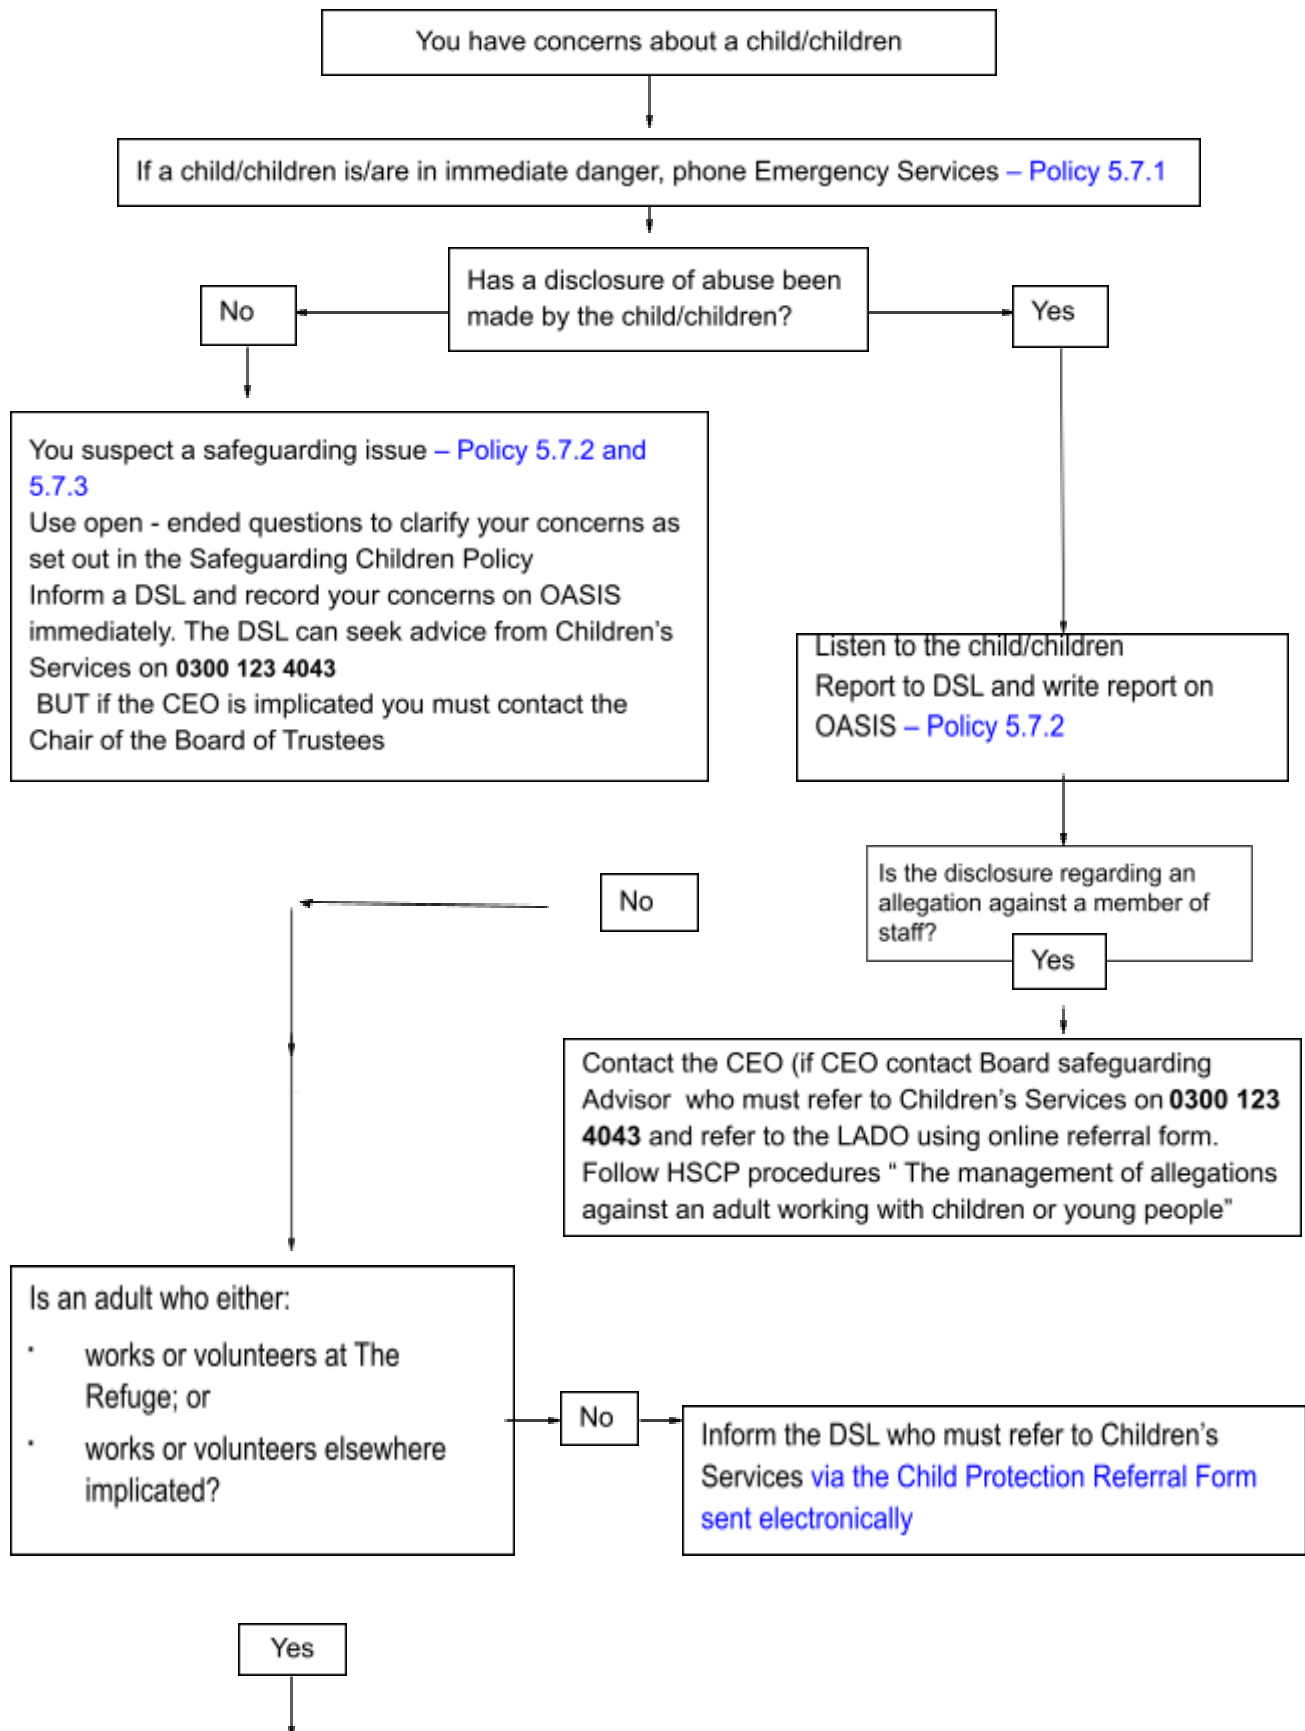 You have concerns about a child/children
If a child/children is/are in immediate danger, phone Emergency Services – Policy 5.7.1
Has a disclosure of abuse been
made by the child/children?
No
Yes
You suspect a safeguarding issue – Policy 5.7.2 and
5.7.3
Use open - ended questions to clarify your concerns as
set out in the Safeguarding Children Policy
Inform a DSL and record your concerns on OASIS
immediately. The DSL can seek advice from Children’s
Services on 0300 123 4043
BUT if the CEO is implicated you must contact the
Chair of the Board of Trustees
Listen to the child/children
Report to DSL and write report on
OASIS – Policy 5.7.2
Is the disclosure regarding an
allegation against a member of
staff?
No
Yes
Contact the CEO (if CEO contact Board safeguarding
Advisor who must refer to Children’s Services on 0300 123
4043 and refer to the LADO using online referral form.
Follow HSCP procedures “ The management of allegations
against an adult working with children or young people”
Is an adult who either:
· works or volunteers at The
Refuge; or
· works or volunteers elsewhere
implicated?
No
Inform the DSL who must refer to Children’s
Services via the Child Protection Referral Form
sent electronically
Yes